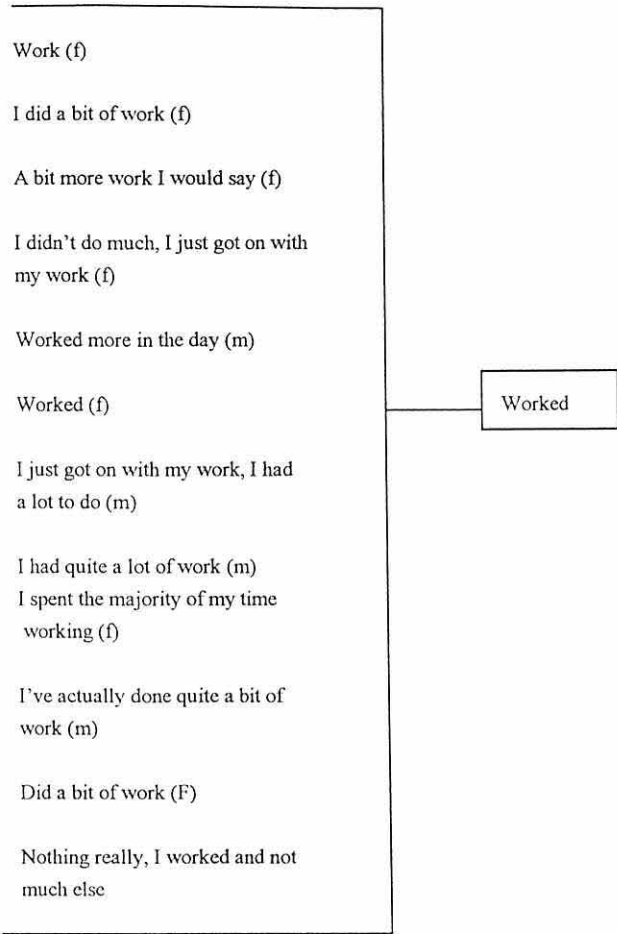 Work (f)
I did a bit of work (f)
A bit more work I would say (f)
I didn't do much, I just got on with
my work (f)
Worked more in the day (m)
Worked (f)
Worked
I just got on with my work, I had
a lot to do (m)
I had quite a lot of work (m)
I spent the majority of my time
working (f)
I've actually done quite a bit of
work (m)
Did a bit of work (F)
Nothing really, I worked and not
much else